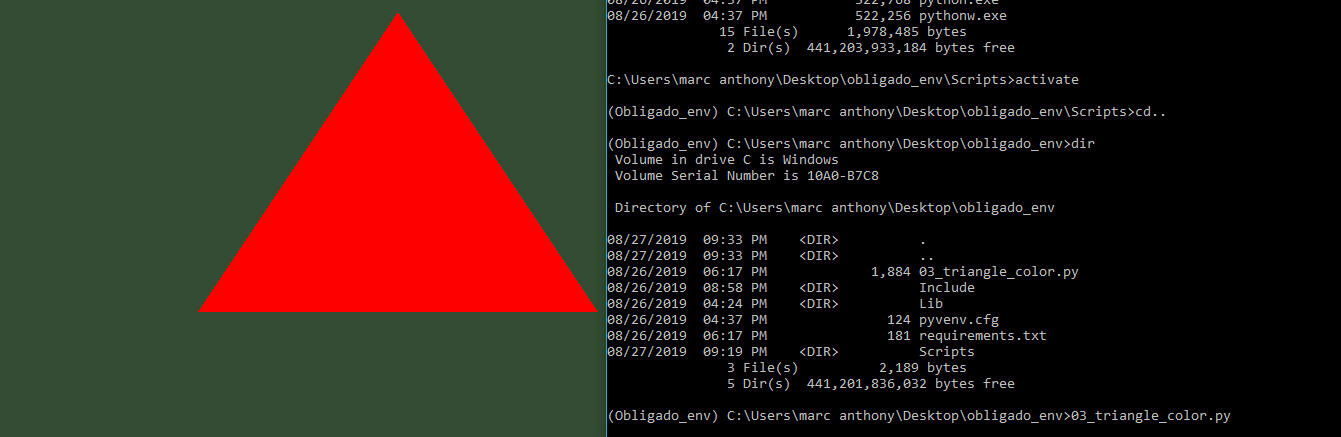 08/26/2019  04:37 PM           522,768 python.exe
08/26/2019  04:37 PM           522,256 pythonw.exe
              15 File(s)      1,978,485 bytes
               2 Dir(s)  441,203,933,184 bytes free
C:\Users\marc anthony\Desktop\obligado_env\Scripts>activate
(Obligado_env) C:\Users\marc anthony\Desktop\obligado_env\Scripts>cd..
(Obligado_env) C:\Users\marc anthony\Desktop\obligado_env>dir
 Volume in drive C is Windows
 Volume Serial Number is 10A0-B7C8
 Directory of C:\Users\marc anthony\Desktop\obligado_env
08/27/2019  09:33 PM    <DIR>          .
08/27/2019  09:33 PM    <DIR>          ..
08/26/2019  06:17 PM             1,884 03_triangle_color.py
08/26/2019  08:58 PM    <DIR>          Include
08/26/2019  04:24 PM    <DIR>          Lib
08/26/2019  04:37 PM               124 pyvenv.cfg
08/26/2019  06:17 PM               181 requirements.txt
08/27/2019  09:19 PM    <DIR>          Scripts
               3 File(s)          2,189 bytes
               5 Dir(s)  441,201,836,032 bytes free
(Obligado_env) C:\Users\marc anthony\Desktop\obligado_env>03_triangle_color.py